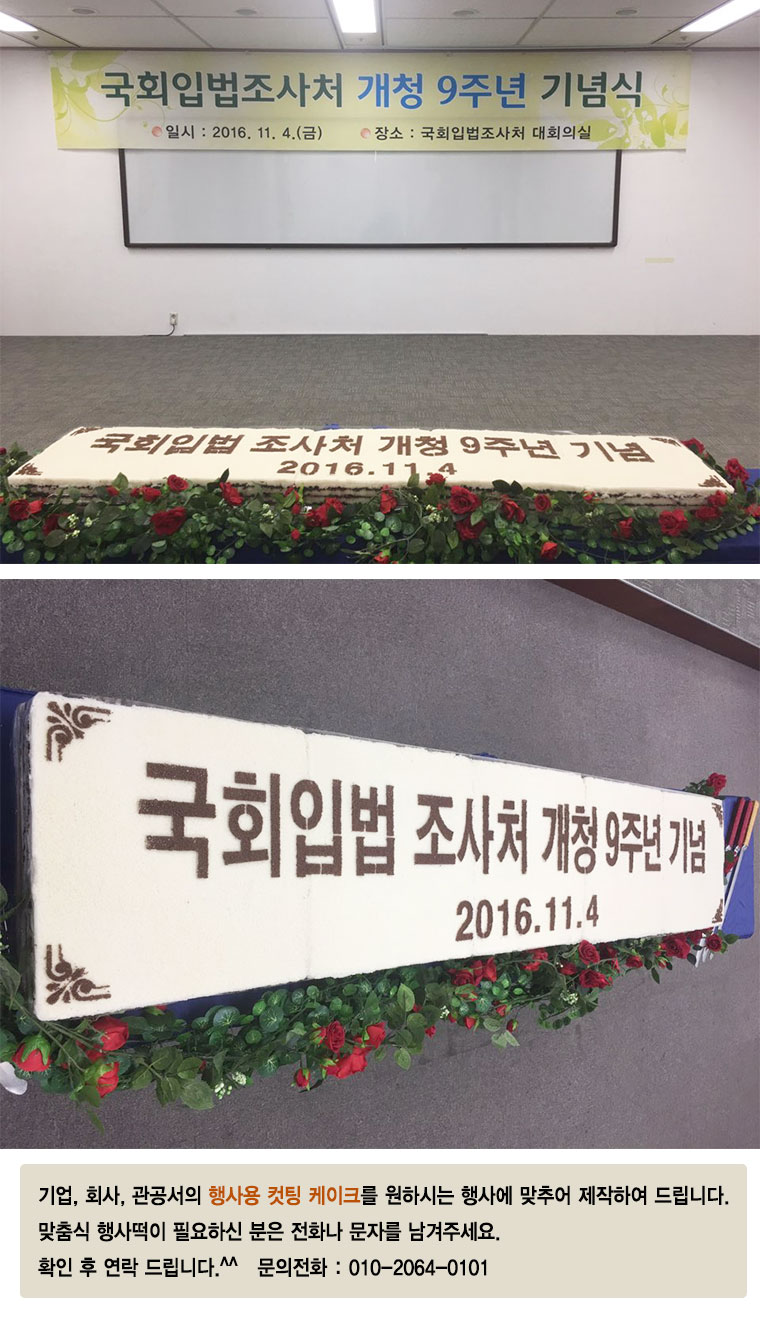 국회입법조사처 개청 9주년 기념식
일시 : 2016. 11. 4.(금) 장소 : 국회입법조사처 대회의실
국회입법 조사처 개청 9주년 기념
2016.11.4
국회입법 조사처 개청 9주년 기념
2016.11.4
기업, 회사, 관공서의 행사용 컷팅 케이크를 원하시는 행사에 맞추어 제작하여 드립니다.
맞춤식 행사떡이 필요하신 분은 전화나 문자를 남겨주세요.
확인 후 연락 드립니다.^^ 문의전화 : 010-2064-0101